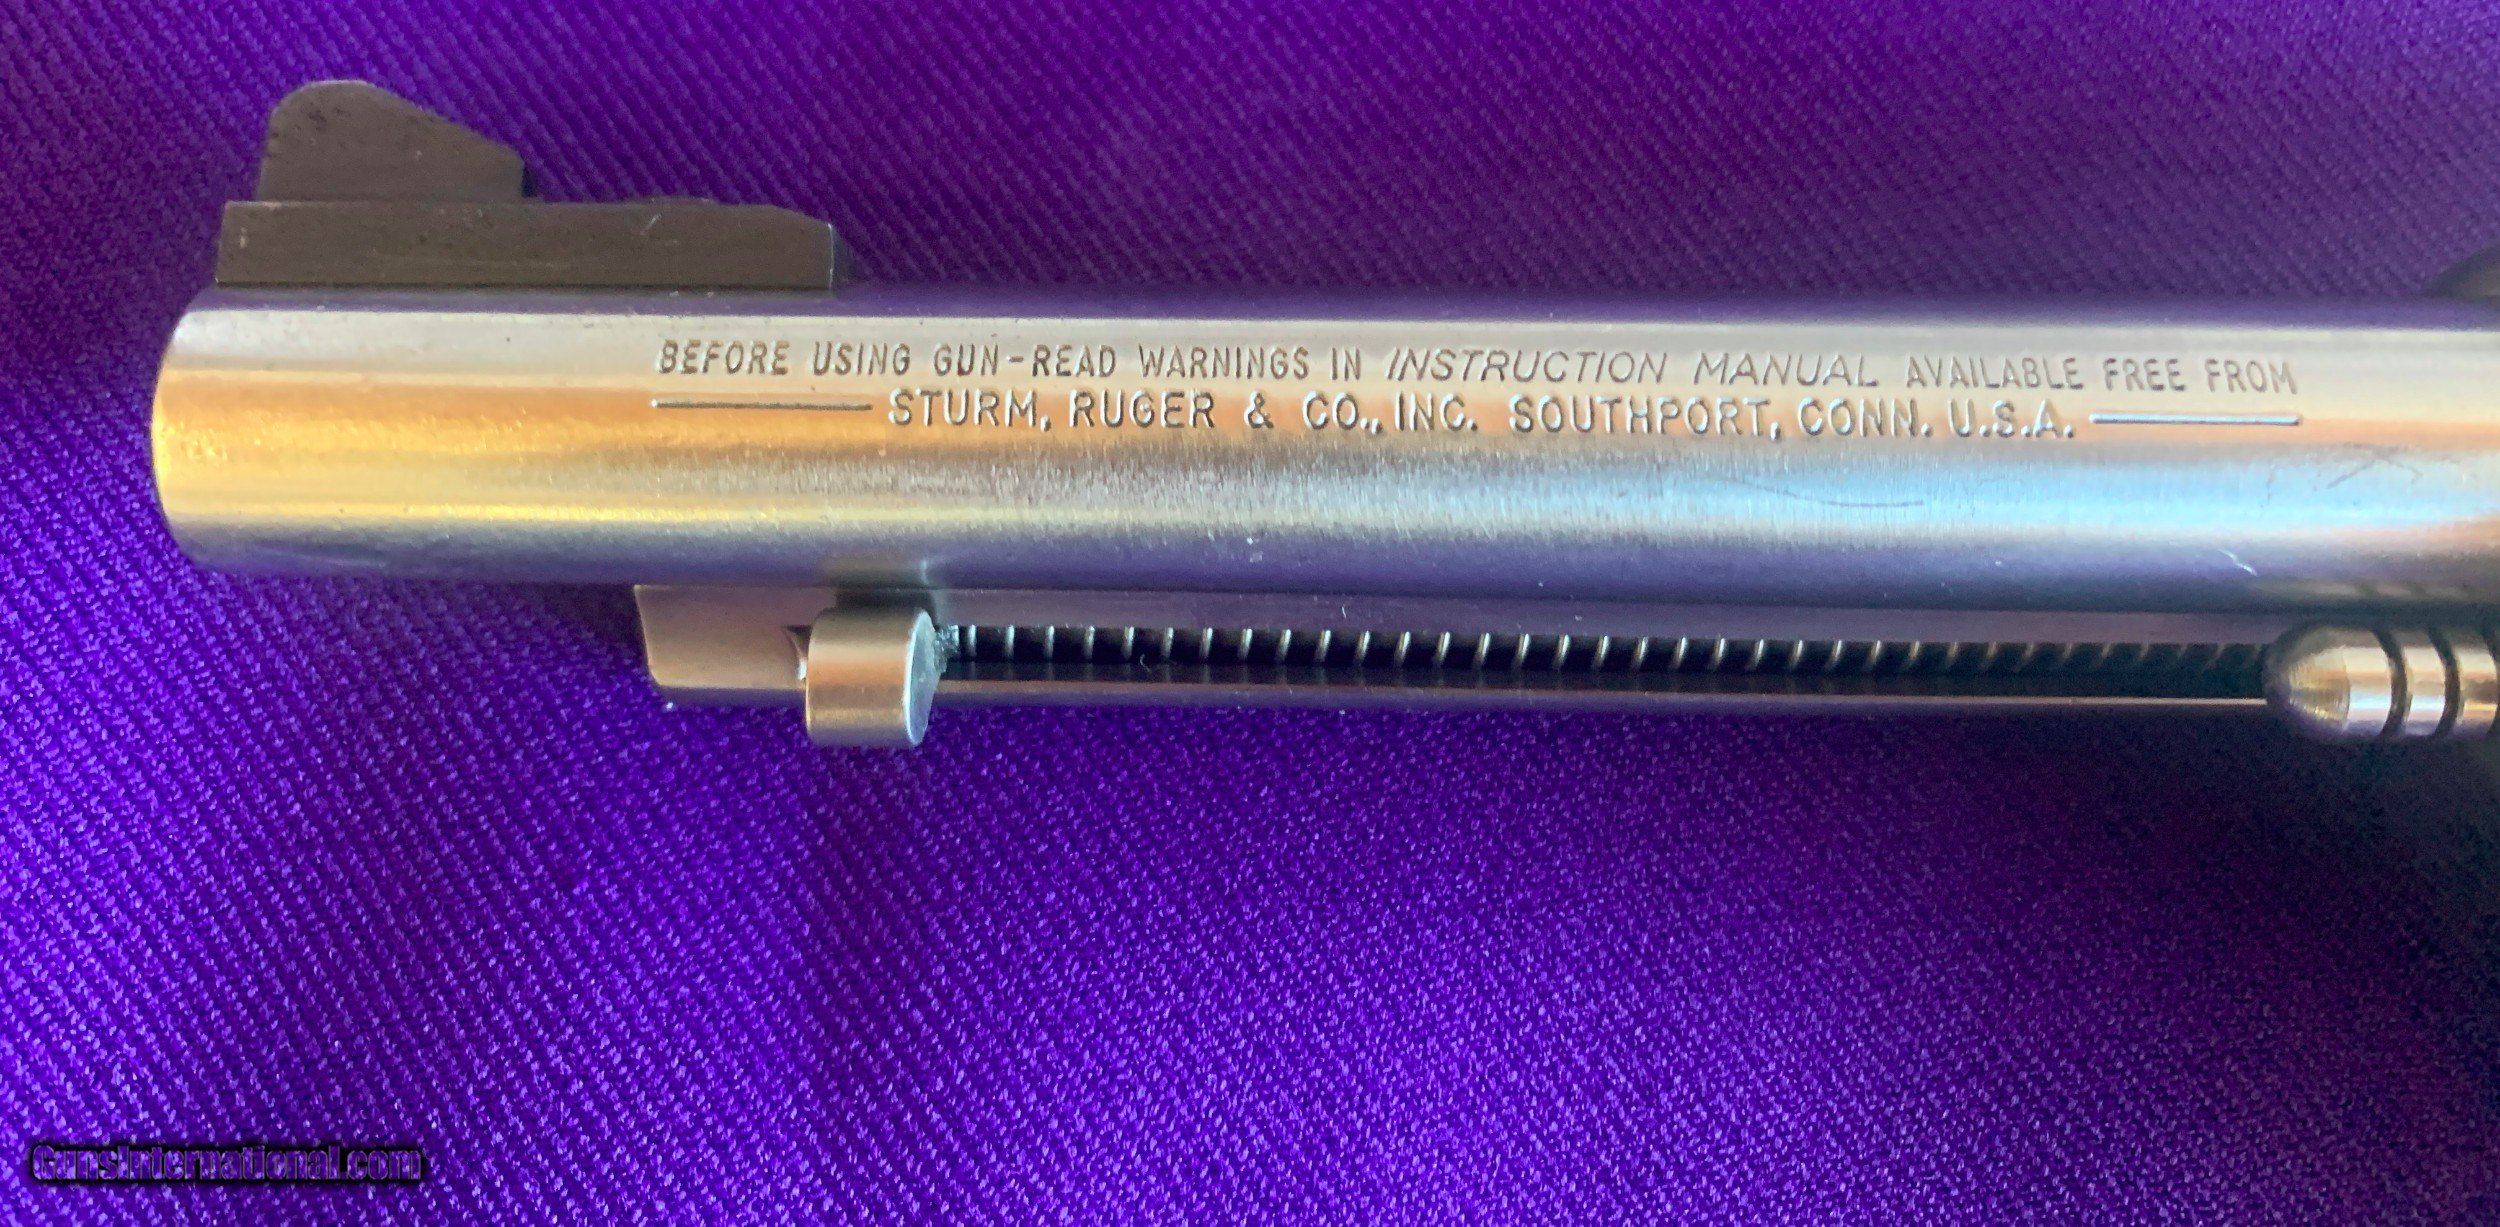 BEFORE USING GUN-READ WARNINGS IN INSTRUCTION MANUAL AVAILABLE FREE FROM
STURM, RUGER & CO., INC. SOUTHPORT, CONN. U.S.A.
GunsInternational.com